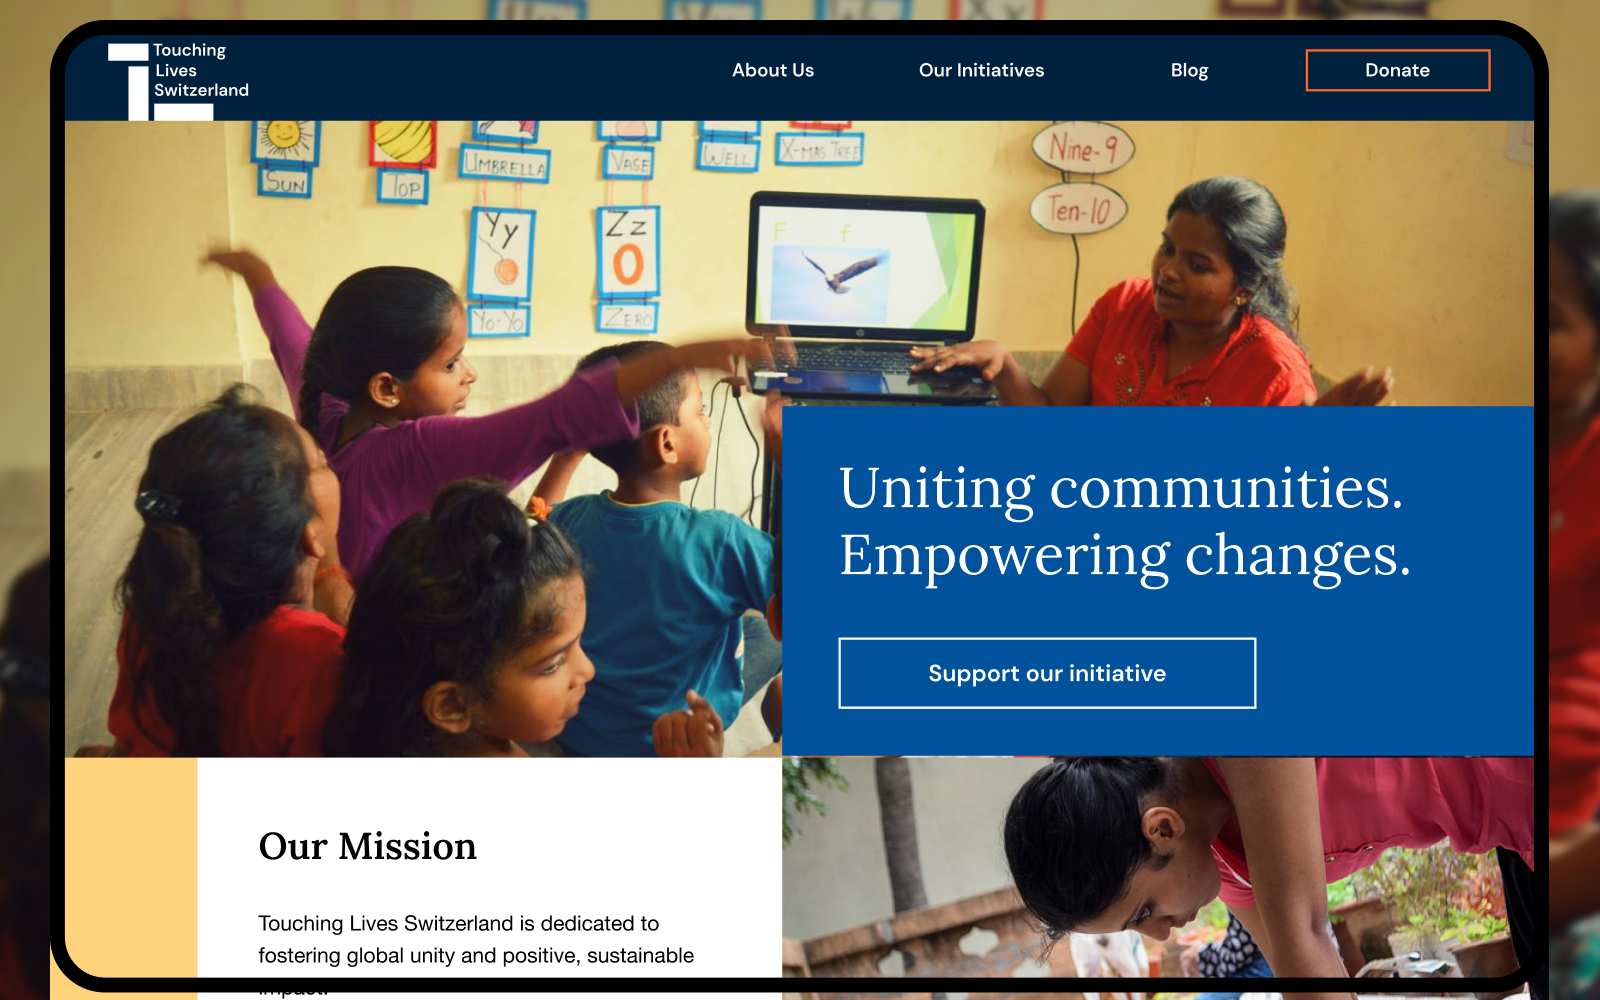 Touching
Lives
Switzerland
About Us
Our Initiatives
Blog
Donate
SUN
TOP
UMBRELLA
VASE
WELL
X-MAS TREE
Nine-9
Ten-10
Yy
Zz
YO-YO
ZERO
F f
hp
Uniting communities.
Empowering changes.
Support our initiative
Our Mission
Touching Lives Switzerland is dedicated to
fostering global unity and positive, sustainable
impact.